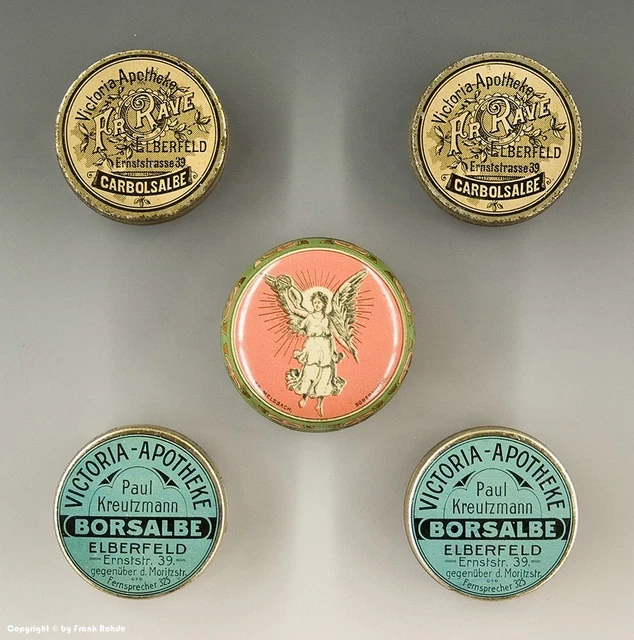 Victoria-Apotheke
FR RAVE
ELBERFELD
Ernststrasse 39
CARBOLSALBE
Victoria-Apotheke
FR RAVE
ELBERFELD
Ernststrasse 39
CARBOLSALBE
VICTORIA-APOTHEKE
Paul
Kreutzmann
BORSALBE
ELBERFELD
Ernststr. 39.
gegenüber d. Moritzstr.
Fernsprecher 325
VICTORIA-APOTHEKE
Paul
Kreutzmann
BORSALBE
ELBERFELD
Ernststr. 39.
gegenüber d. Moritzstr.
Fernsprecher 325
Copyright © by Frank Rohde